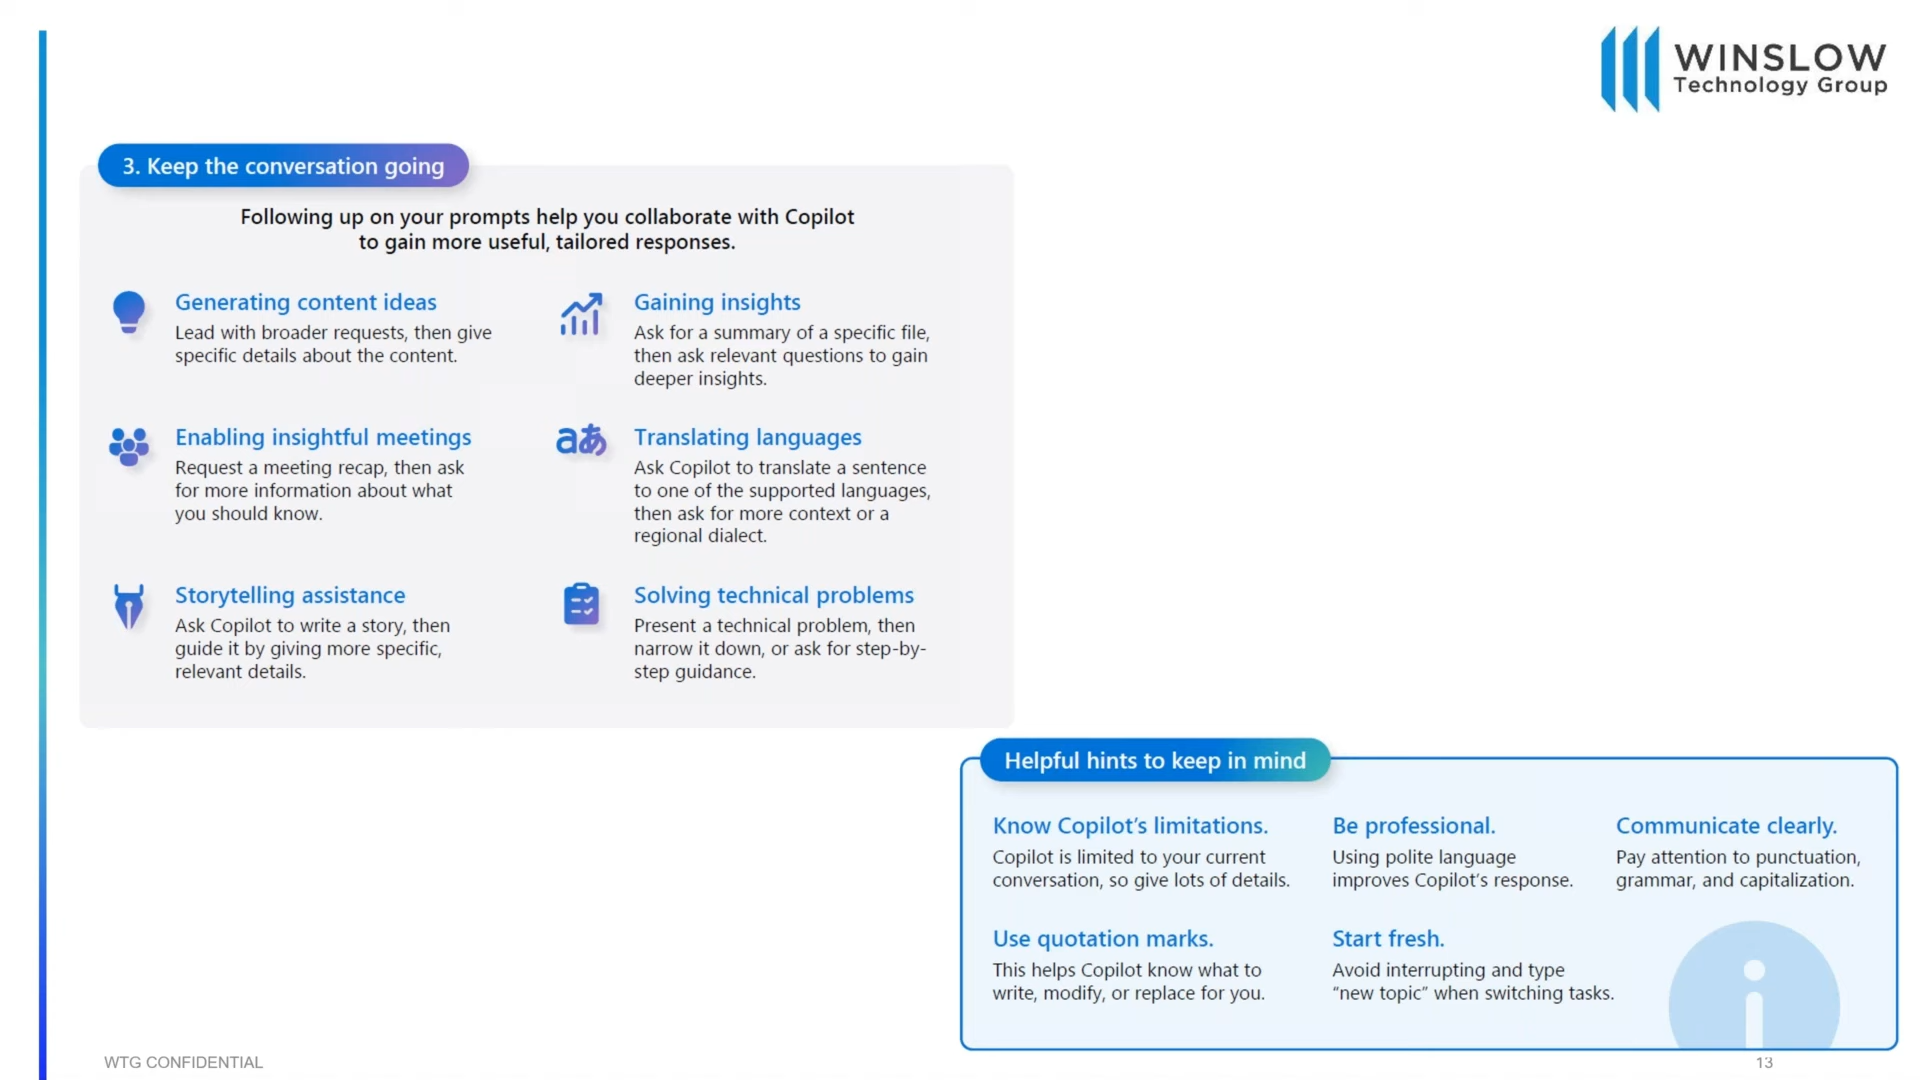 WINSLOW
Technology Group
3. Keep the conversation going
Following up on your prompts help you collaborate with Copilot
to gain more useful, tailored responses.
Generating content ideas
Lead with broader requests, then give
specific details about the content.
Gaining insights
Ask for a summary of a specific file,
then ask relevant questions to gain
deeper insights.
Enabling insightful meetings
Request a meeting recap, then ask
for more information about what
you should know.
aあ
Translating languages
Ask Copilot to translate a sentence
to one of the supported languages,
then ask for more context or a
regional dialect.
Storytelling assistance
Ask Copilot to write a story, then
guide it by giving more specific,
relevant details.
Solving technical problems
Present a technical problem, then
narrow it down, or ask for step-by-
step guidance.
Helpful hints to keep in mind
Know Copilot’s limitations.
Copilot is limited to your current
conversation, so give lots of details.
Be professional.
Using polite language
improves Copilot’s response.
Communicate clearly.
Pay attention to punctuation,
grammar, and capitalization.
Use quotation marks.
This helps Copilot know what to
write, modify, or replace for you.
Start fresh.
Avoid interrupting and type
“new topic” when switching tasks.
WTG CONFIDENTIAL
13